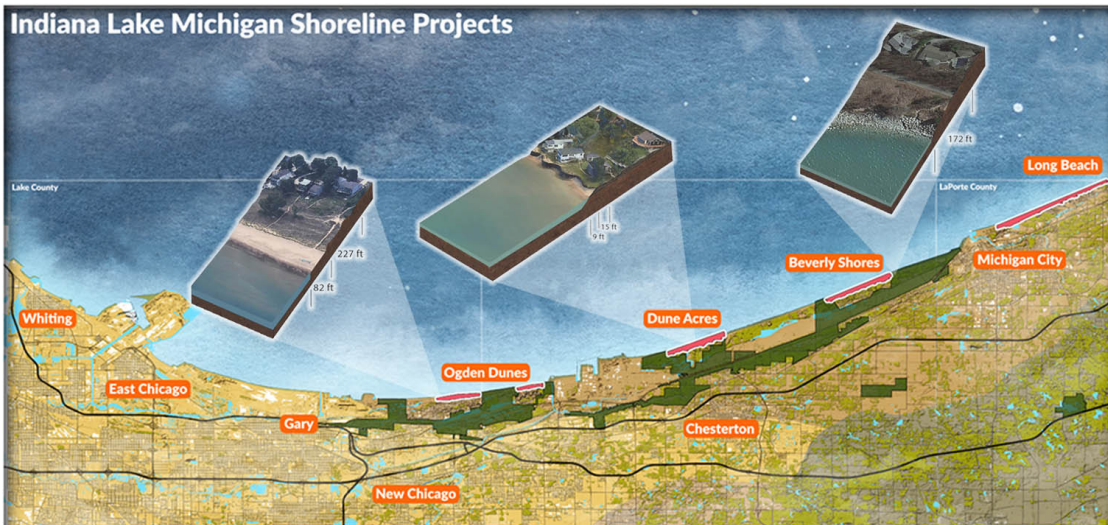 Indiana Lake Michigan Shoreline Projects
172 ft
Long Beach
Lake County
LaPorte County
15 ft
9 ft
227 ft
82 ft
Michigan City
Beverly Shores
Whiting
Dune Acres
Ogden Dunes
East Chicago
Gary
Chesterton
New Chicago